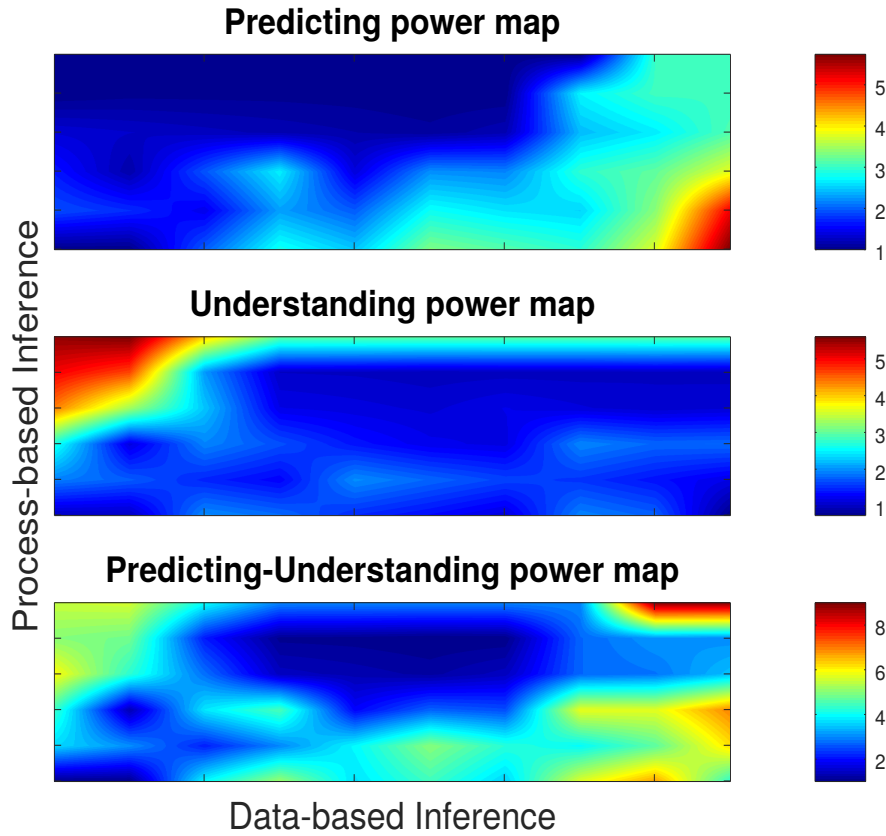 Predicting power map
5
4
3
2
1
Understanding power map
5
4
3
2
1
Predicting-Understanding power map
8
6
4
2
Process-based Inference
Data-based Inference